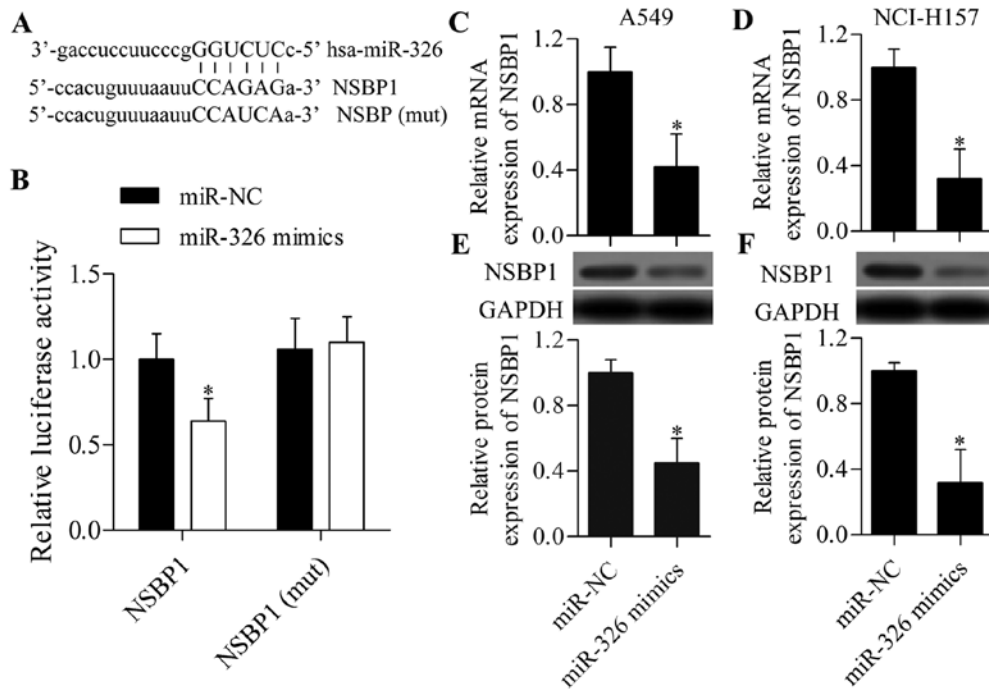 A
3'-gaccuccuucccgGGUCUCc-5' hsa-miR-326
5'-ccacuguuuuaauuCCAGAGa-3' NSBP1
5'-ccacuguuuuaauuCCAUCAa-3' NSBP (mut)
B
miR-NC
miR-326 mimics
Relative luciferase activity
1.5
1.0
0.5
0.0
*
NSBP1
NSBP1 (mut)
C
A549
Relative mRNA
expression of NSBP1
1.2
0.8
0.4
0.0
*
D
NCI-H157
Relative mRNA
expression of NSBP1
1.2
0.8
0.4
0.0
*
E
NSBP1
GAPDH
Relative protein
expression of NSBP1
1.2
0.8
0.4
0.0
*
miR-NC
miR-326 mimics
F
NSBP1
GAPDH
Relative protein
expression of NSBP1
1.2
0.8
0.4
0.0
*
miR-NC
miR-326 mimics